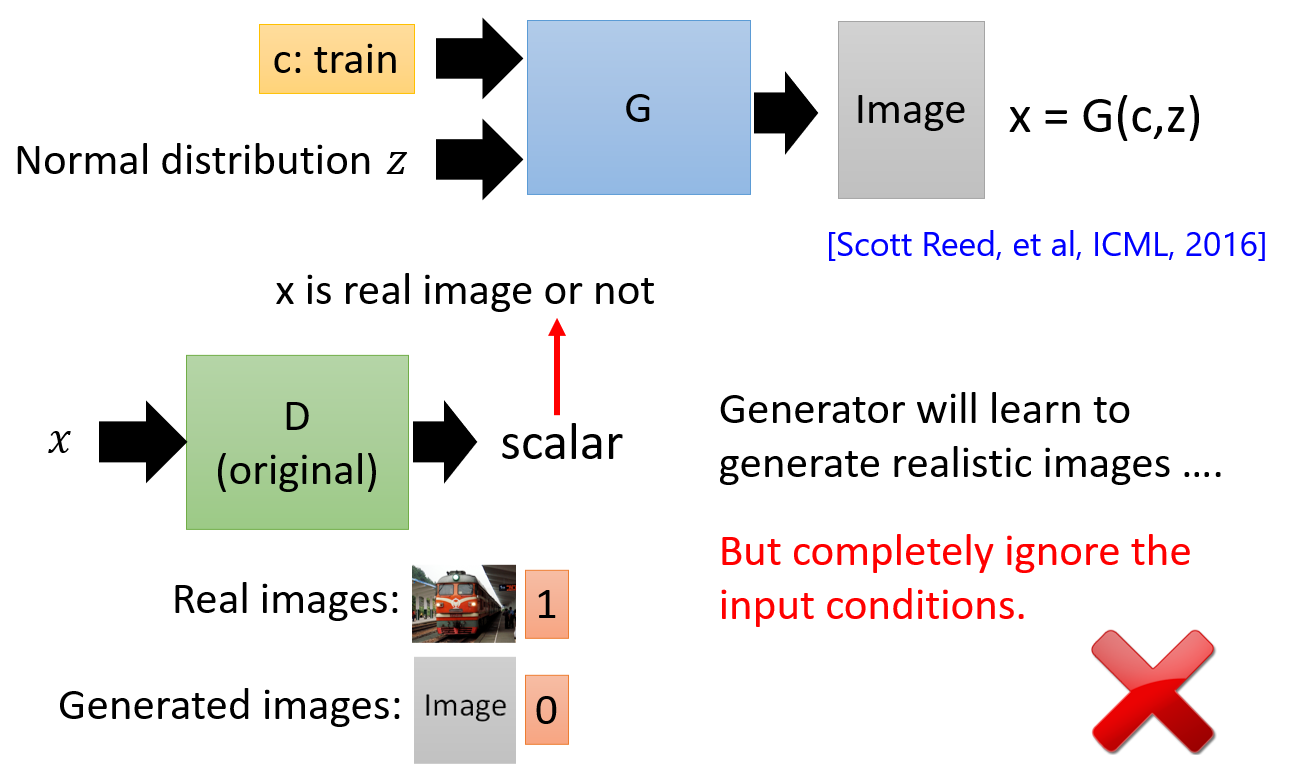 c: train
Normal distribution z
G
Image
x = G(c,z)
[Scott Reed, et al, ICML, 2016]
x is real image or not
x
D
(original)
scalar
Generator will learn to
generate realistic images ....
But completely ignore the
input conditions.
Real images:
1
Generated images:
Image
0